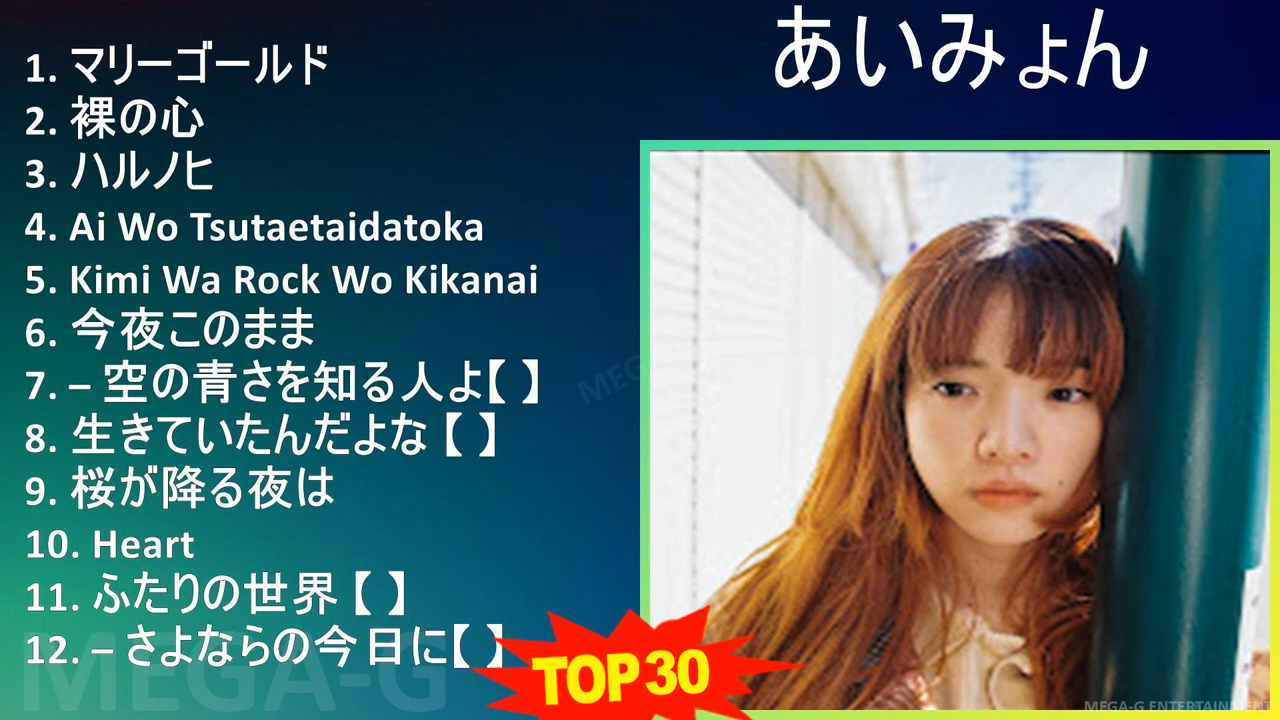 あいみょん
1. マリーゴールド
2. 裸の心
3. ハルノヒ
4. Ai Wo Tsutaetaidatoka
5. Kimi Wa Rock Wo Kikanai
6. 今夜このまま
7. – 空の青さを知る人よ【 】
8. 生きていたんだよな 【 】
9. 桜が降る夜は
10. Heart
11. ふたりの世界 【 】
12. – さよならの今日に【 】
TOP 30
MEGA-G
MEGA-G ENTERTAINMENT